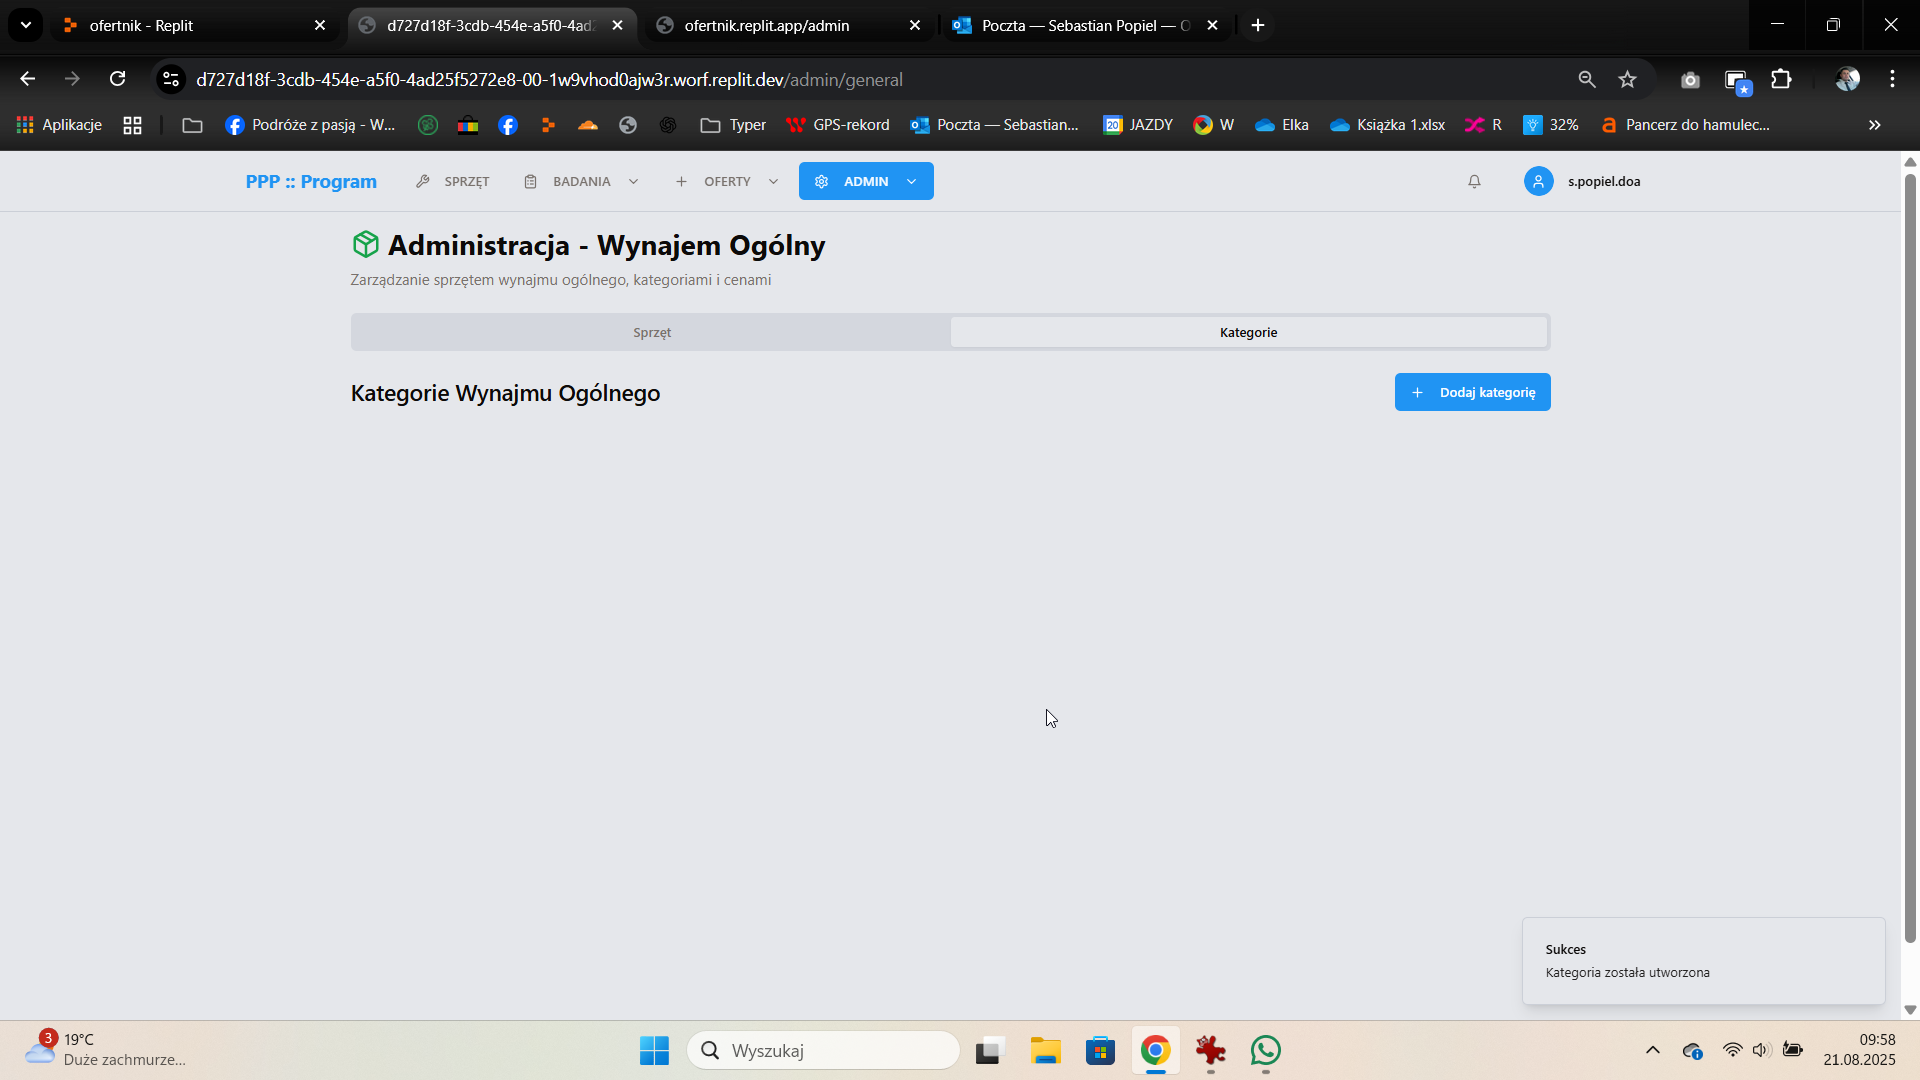 ofertnik - Replit
d727d18f-3cdb-454e-a5f0-4ad2
ofertnik.replit.app/admin
Poczta — Sebastian Popiel — O
d727d18f-3cdb-454e-a5f0-4ad25f5272e8-00-1w9vhod0ajw3r.worf.replit.dev/admin/general
Aplikacje
Podróże z pasją - W...
Typer
GPS-rekord
Poczta — Sebastian...
20
JAZDY
W
Elka
Książka 1.xlsx
R
32%
Pancerz do hamulec...
PPP :: Program
SPRZĘT
BADANIA
OFERTY
ADMIN
s.popiel.doa
Administracja - Wynajem Ogólny
Zarządzanie sprzętem wynajmu ogólnego, kategoriami i cenami
Sprzęt
Kategorie
Kategorie Wynajmu Ogólnego
Dodaj kategorię
Sukces
Kategoria została utworzona
3
19°C
Duże zachmurze...
Wyszukaj
09:58
21.08.2025